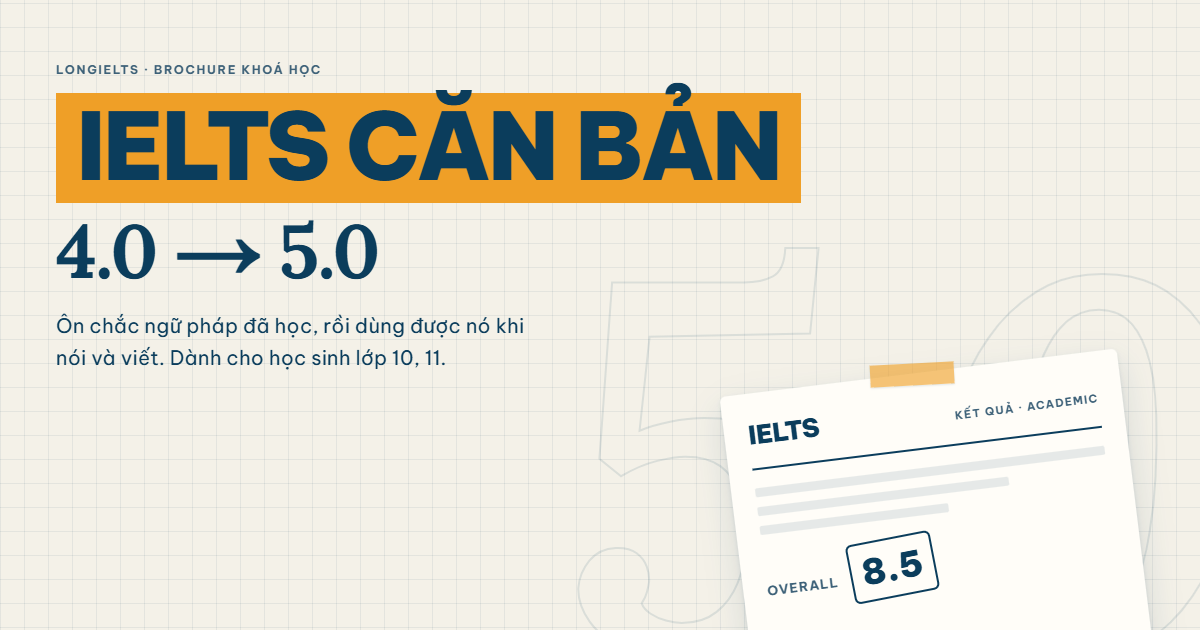 LONGIELTS · BROCHURE KHOÁ HỌC
IELTS CĂN BẢN
4.0 → 5.0
Ôn chắc ngữ pháp đã học, rồi dùng được nó khi
nói và viết. Dành cho học sinh lớp 10, 11.
5.0
IELTS
KẾT QUẢ · ACADEMIC
OVERALL
8.5